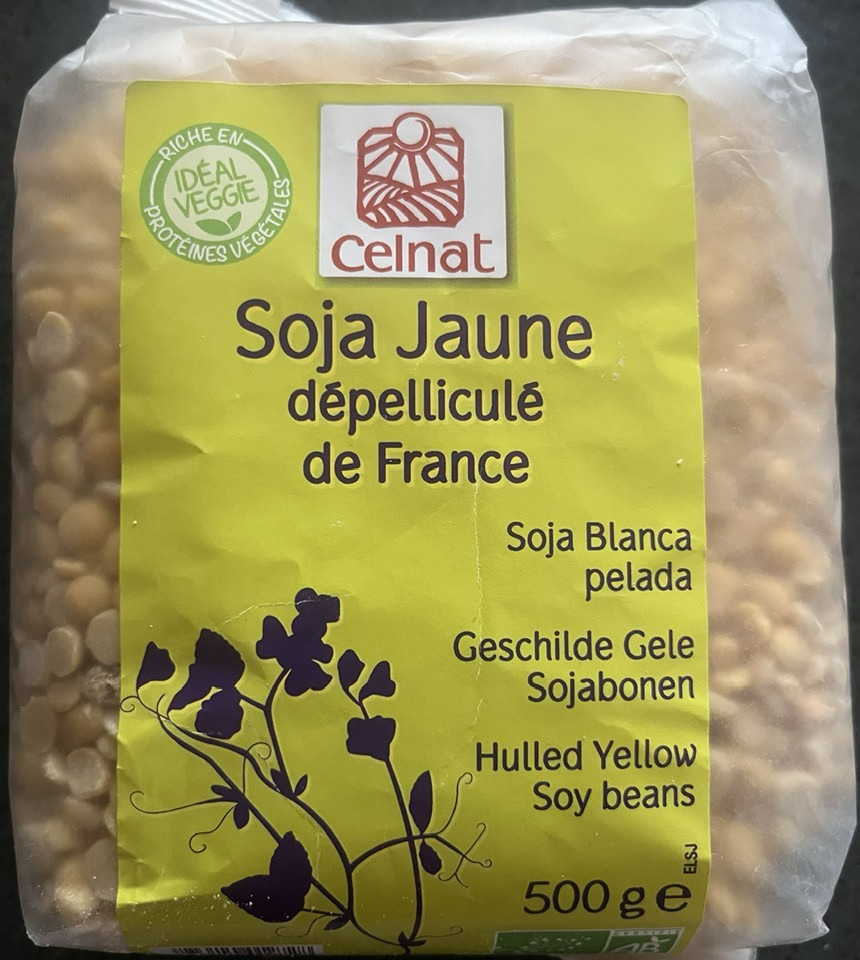 RICHE EN
IDÉAL
VEGGIE
PROTÉINES VÉGÉTALES
Celnat
Soja Jaune
dépelliculé
de France
Soja Blanca
pelada
Geschilde Gele
Sojabonen
Hulled Yellow
Soy beans
ELSJ
500 g e
AB